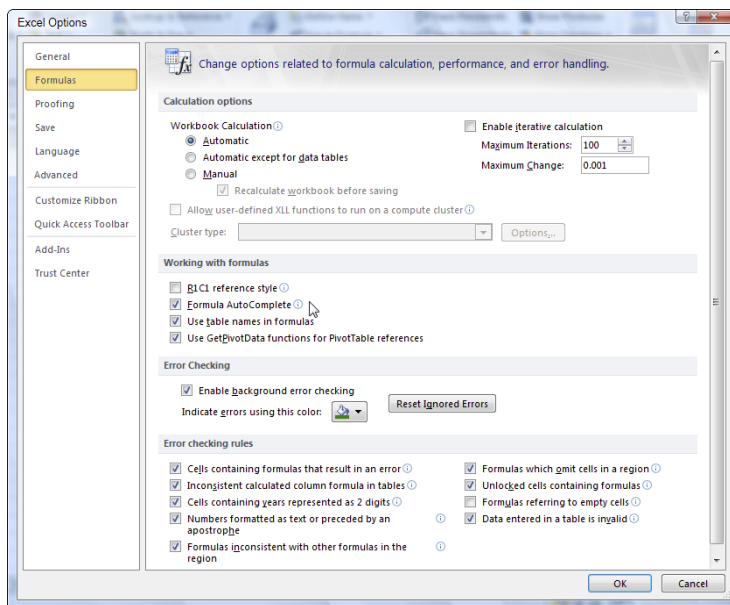 Excel Options
General
Formulas
Proofing
Save
Language
Advanced
Customize Ribbon
Quick Access Toolbar
Add-Ins
Trust Center
Change options related to formula calculation, performance, and error handling.
Calculation options
Workbook Calculation
Automatic
Automatic except for data tables
Manual
Recalculate workbook before saving
Enable iterative calculation
Maximum Iterations: 100
Maximum Change: 0.001
Allow user-defined XLL functions to run on a compute cluster
Cluster type:
Options...
Working with formulas
R1C1 reference style
Formula AutoComplete
Use table names in formulas
Use GetPivotData functions for PivotTable references
Error Checking
Enable background error checking
Indicate errors using this color:
Reset Ignored Errors
Error checking rules
Cells containing formulas that result in an error
Inconsistent calculated column formula in tables
Cells containing years represented as 2 digits
Numbers formatted as text or preceded by an
apostrophe
Formulas inconsistent with other formulas in the
region
Formulas which omit cells in a region
Unlocked cells containing formulas
Formulas referring to empty cells
Data entered in a table is invalid
OK
Cancel